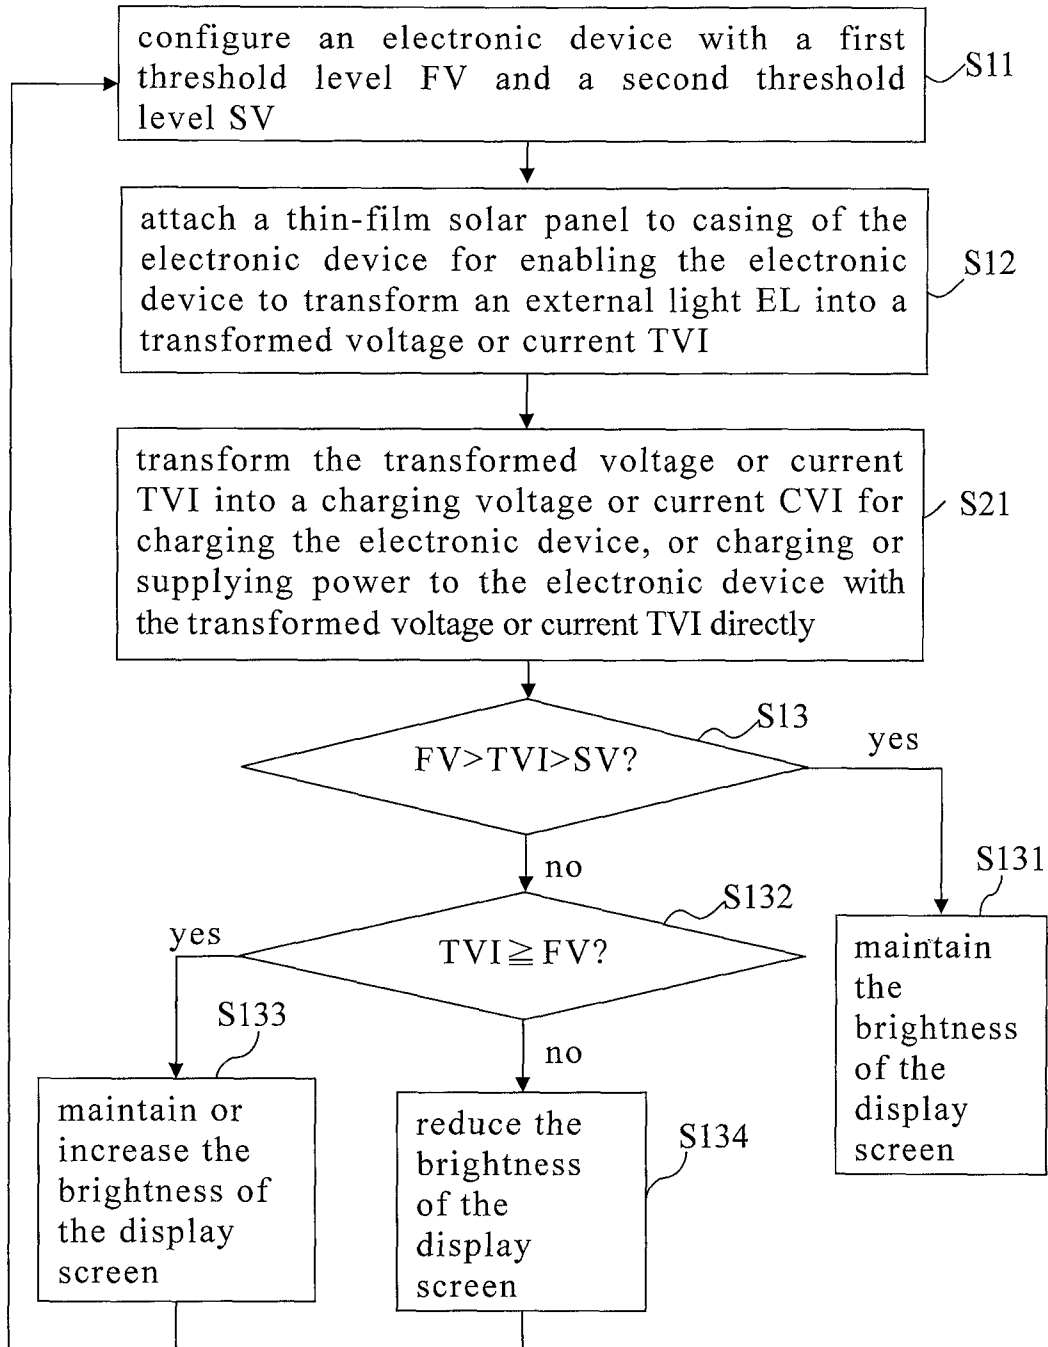 configure an electronic device with a first
threshold level FV and a second threshold
level SV
S11
attach a thin-film solar panel to casing of the
electronic device for enabling the electronic
device to transform an external light EL into a
transformed voltage or current TVI
S12
transform the transformed voltage or current
TVI into a charging voltage or current CVI for
charging the electronic device, or charging or
supplying power to the electronic device with
the transformed voltage or current TVI directly
S21
FV>TVI>SV?
S13
yes
no
S131
maintain
the
brightness
of the
display
screen
TVI≧FV?
S132
yes
no
S133
maintain or
increase the
brightness of
the display
screen
reduce the
brightness
of the
display
screen
S134